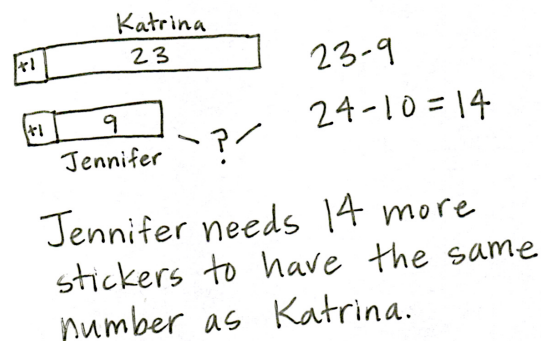 Katrina
+1 23
23-9
+1 9
24-10=14
?
Jennifer
Jennifer needs 14 more
stickers to have the same
number as Katrina.